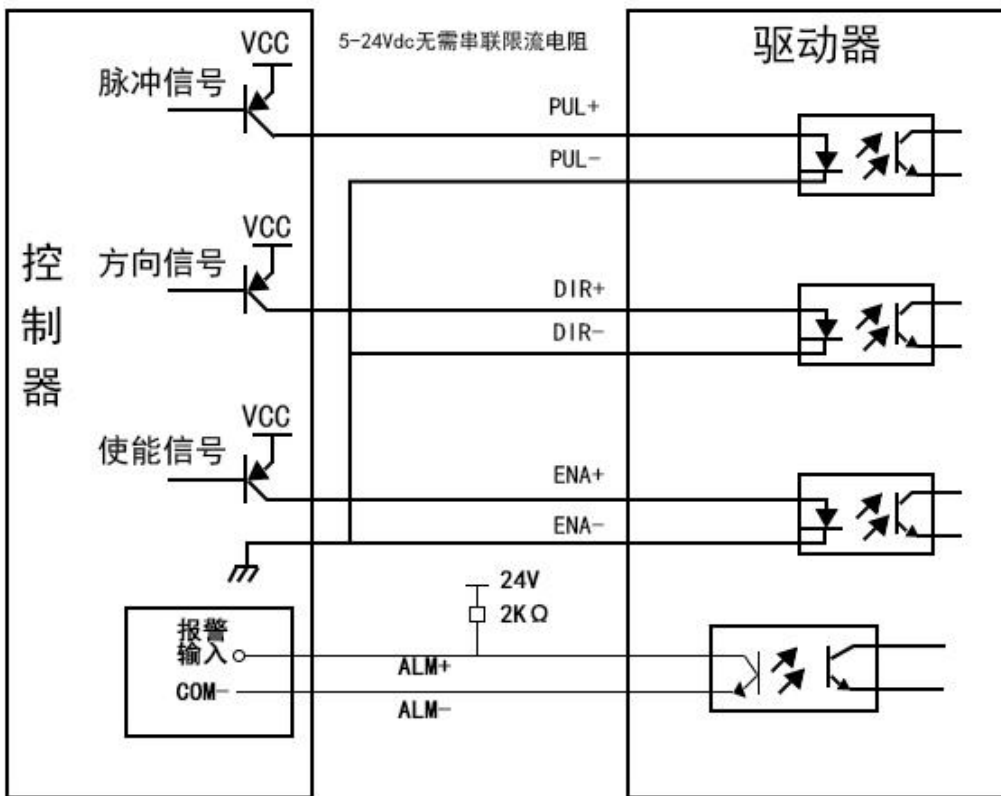 VCC
5-24Vdc无需串联限流电阻
驱动器
脉冲信号
PUL+
PUL-
VCC
方向信号
DIR+
DIR-
控制器
VCC
使能信号
ENA+
ENA-
24V
2KΩ
报警
输入
ALM+
COM-
ALM-